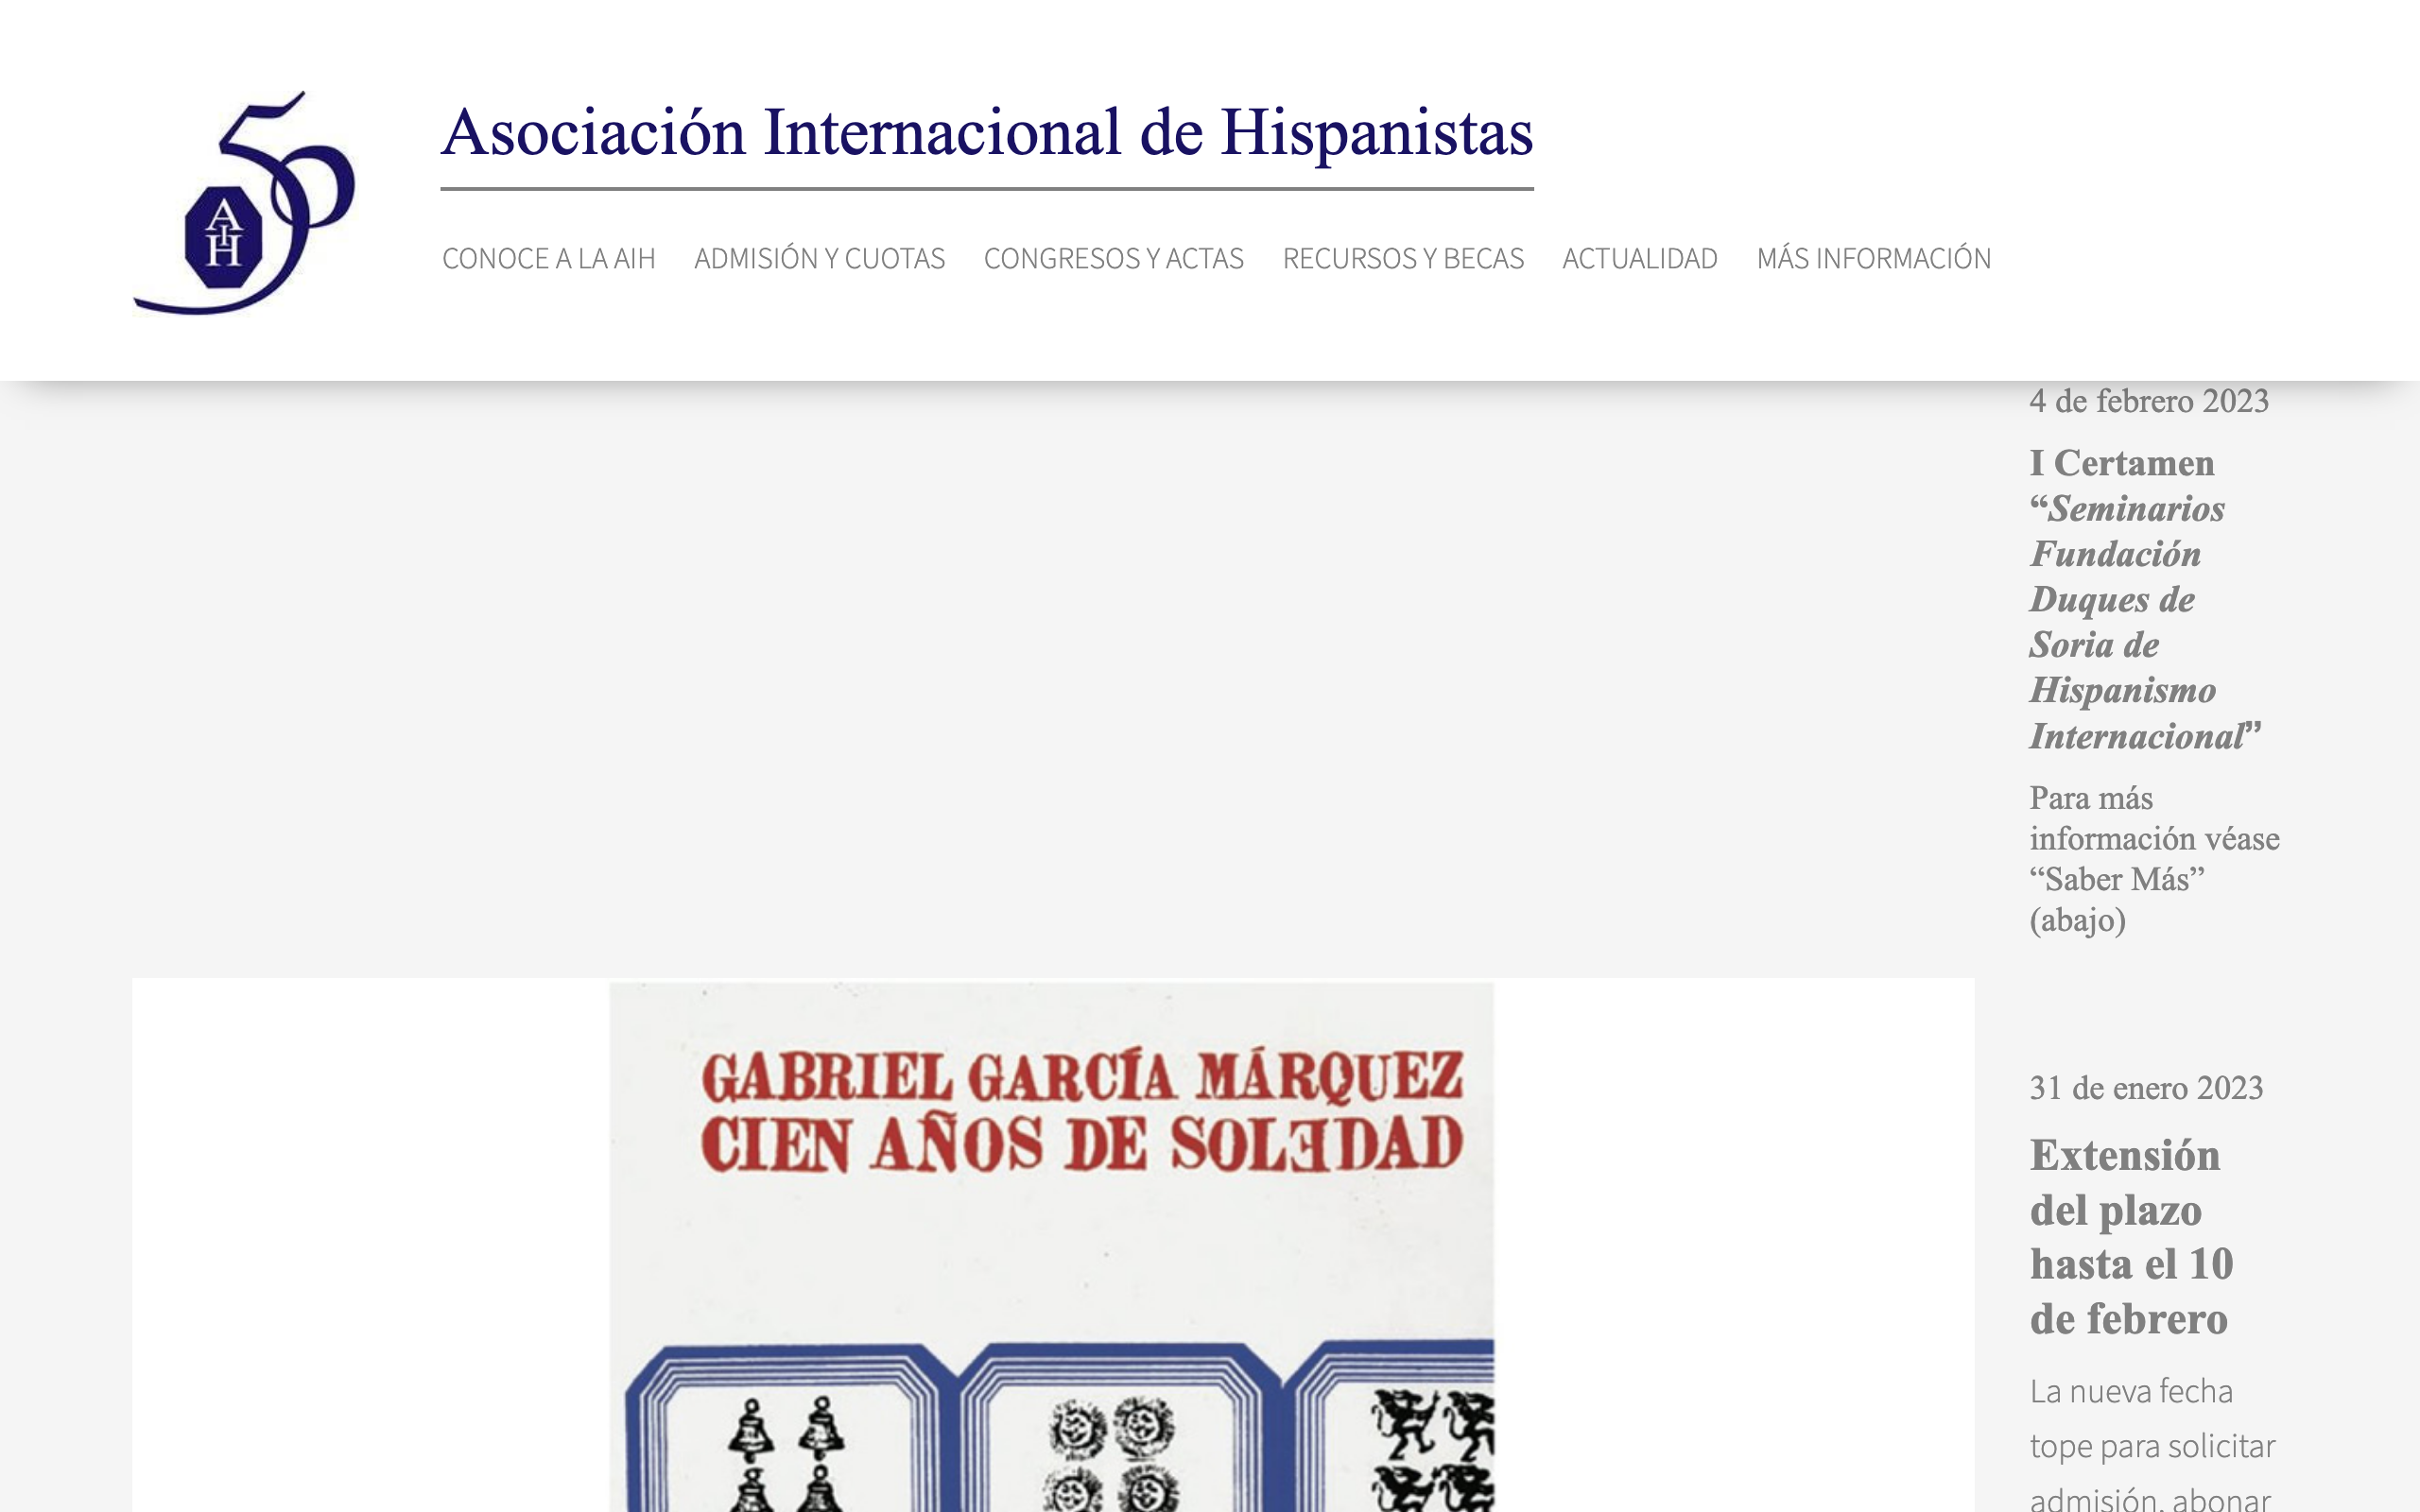 50
AIH
Asociación Internacional de Hispanistas
CONOCE A LA AIH ADMISIÓN Y CUOTAS CONGRESOS Y ACTAS RECURSOS Y BECAS ACTUALIDAD MÁS INFORMACIÓN
4 de febrero 2023
I Certamen
“Seminarios
Fundación
Duques de
Soria de
Hispanismo
Internacional”
Para más
información véase
“Saber Más”
(abajo)
GABRIEL GARCÍA MÁRQUEZ
CIEN AÑOS DE SOLƎDAD
31 de enero 2023
Extensión
del plazo
hasta el 10
de febrero
La nueva fecha
tope para solicitar
admisión, abonar